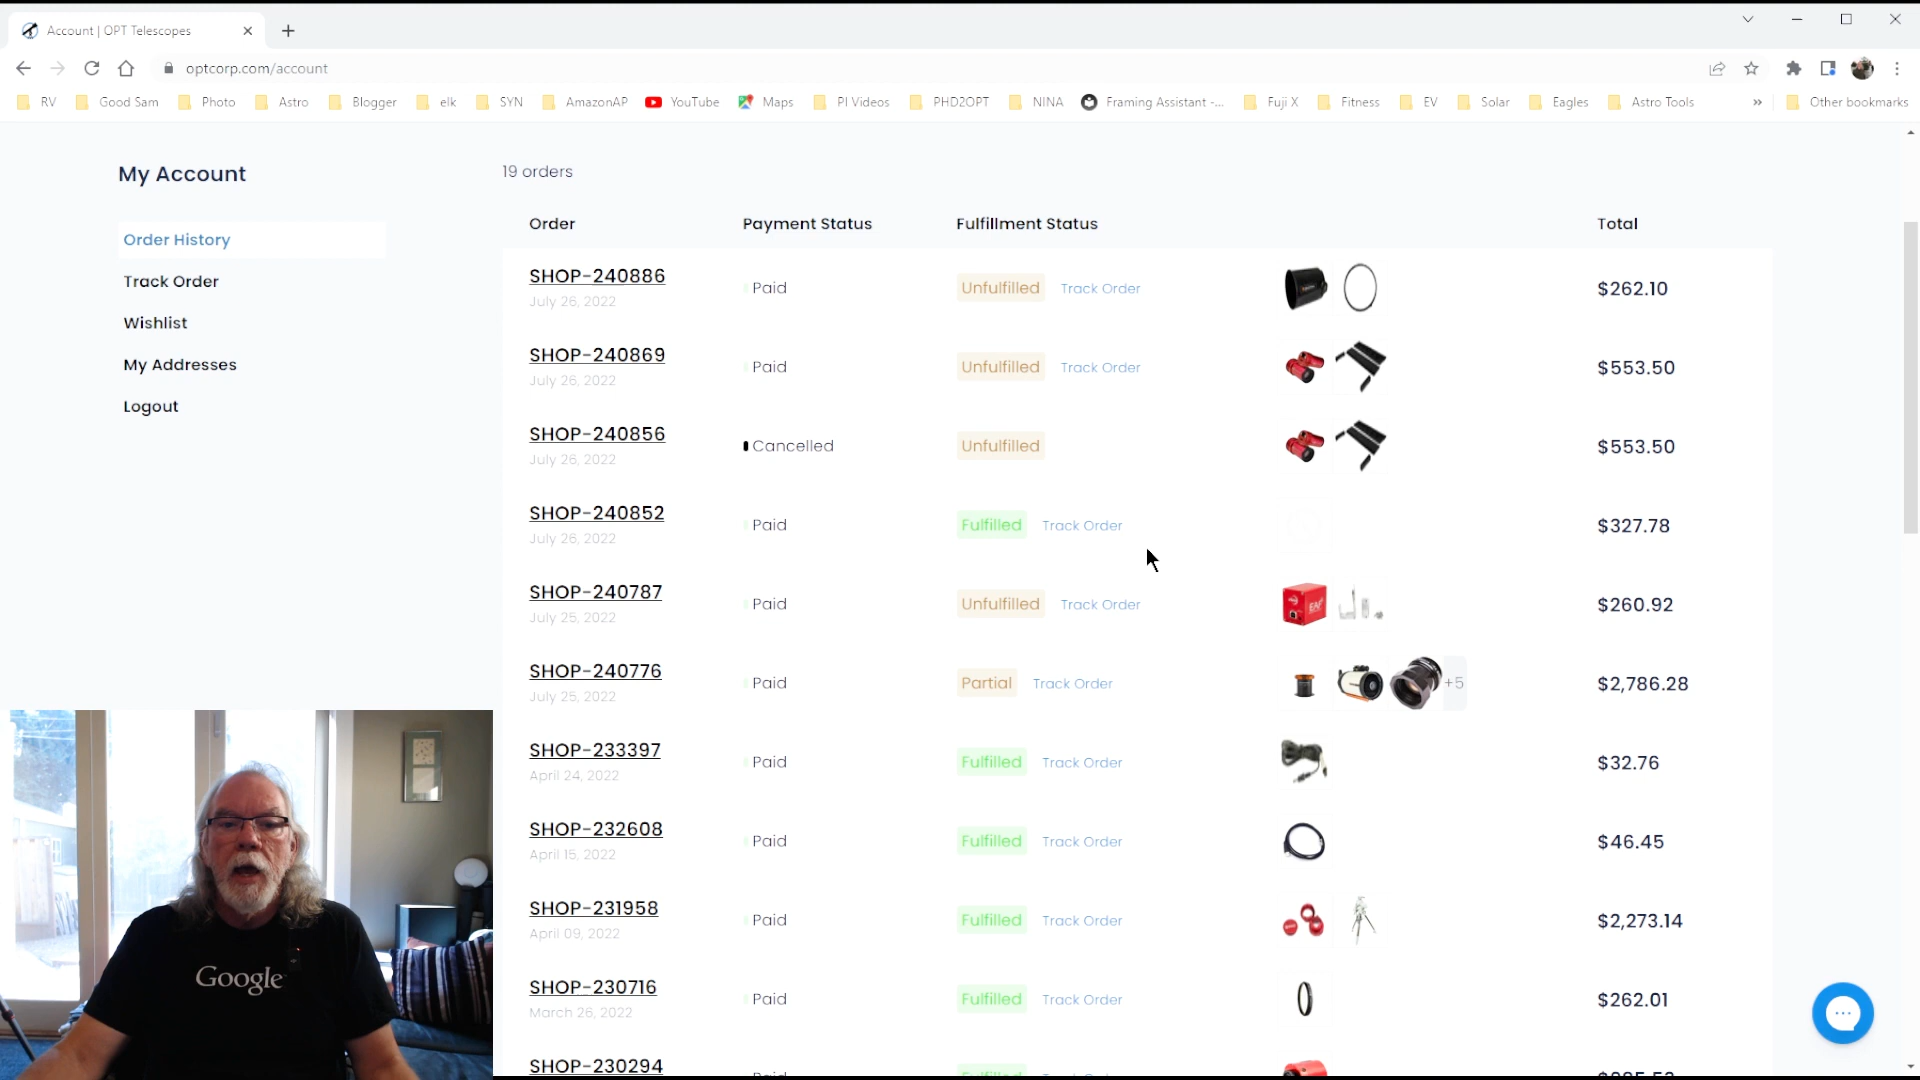 Account | OPT Telescopes
optcorp.com/account
RV Good Sam Photo Astro Blogger elk SYN AmazonAP YouTube Maps PI Videos PHD2OPT NINA Framing Assistant -... Fuji X Fitness EV Solar Eagles Astro Tools » Other bookmarks
My Account
Order History
Track Order
Wishlist
My Addresses
Logout
19 orders
Order Payment Status Fulfillment Status Total
SHOP-240886
July 26, 2022
Paid Unfulfilled Track Order $262.10
SHOP-240869
July 26, 2022
Paid Unfulfilled Track Order $553.50
SHOP-240856
July 26, 2022
Cancelled Unfulfilled $553.50
SHOP-240852
July 26, 2022
Paid Fulfilled Track Order $327.78
SHOP-240787
July 25, 2022
Paid Unfulfilled Track Order EAF $260.92
SHOP-240776
July 25, 2022
Paid Partial Track Order +5 $2,786.28
SHOP-233397
April 24, 2022
Paid Fulfilled Track Order $32.76
SHOP-232608
April 15, 2022
Paid Fulfilled Track Order $46.45
SHOP-231958
April 09, 2022
Paid Fulfilled Track Order $2,273.14
SHOP-230716
March 26, 2022
Paid Fulfilled Track Order $262.01
SHOP-230294
Google